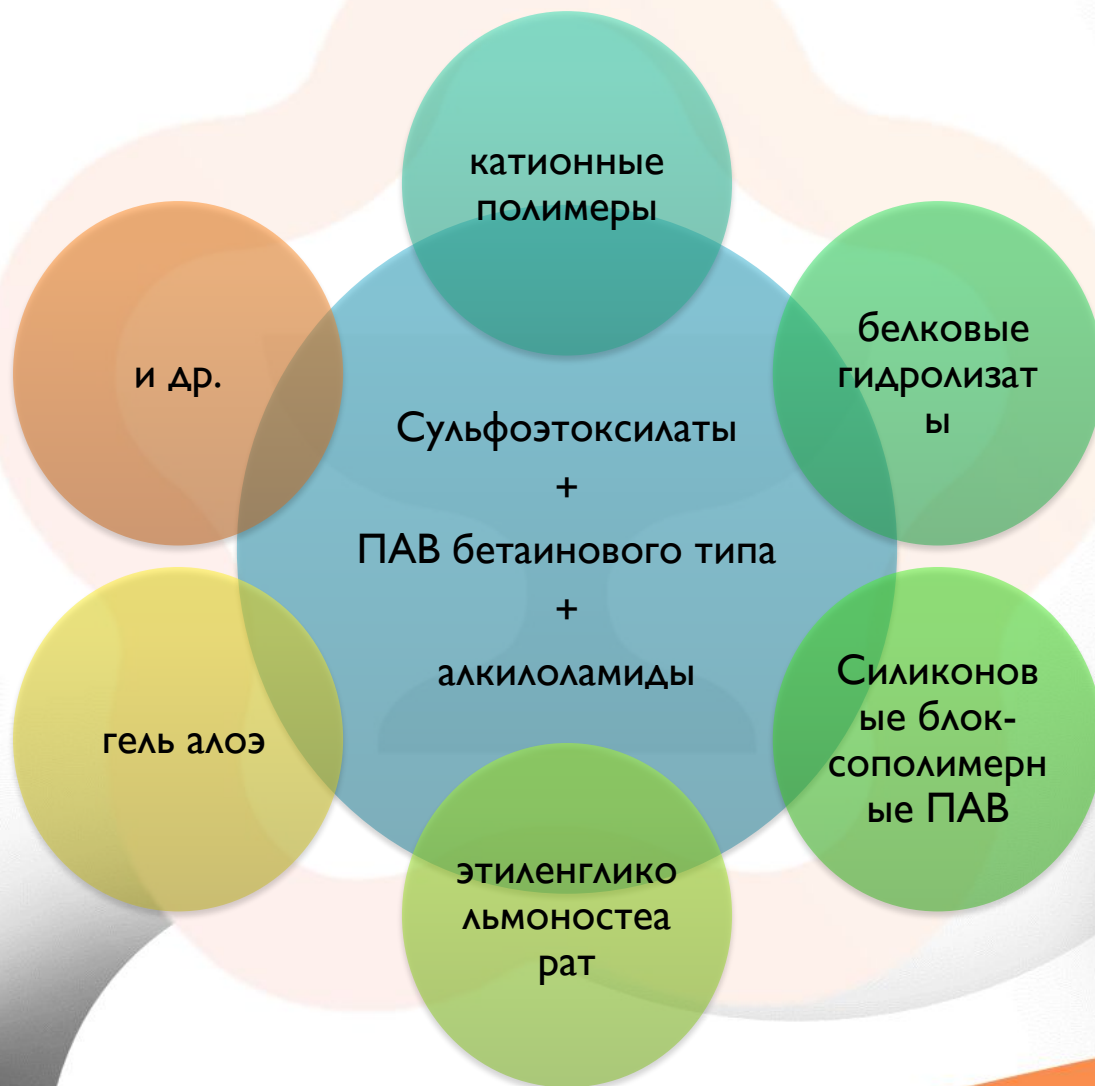 катионные
полимеры
белковые
гидролизат
ы
Силиконов
ые блок-
сополимерн
ые ПАВ
этиленглико
льмоностеа
рат
гель алоэ
и др.
Сульфоэтоксилаты
+
ПАВ бетаинового типа
+
алкилоламиды